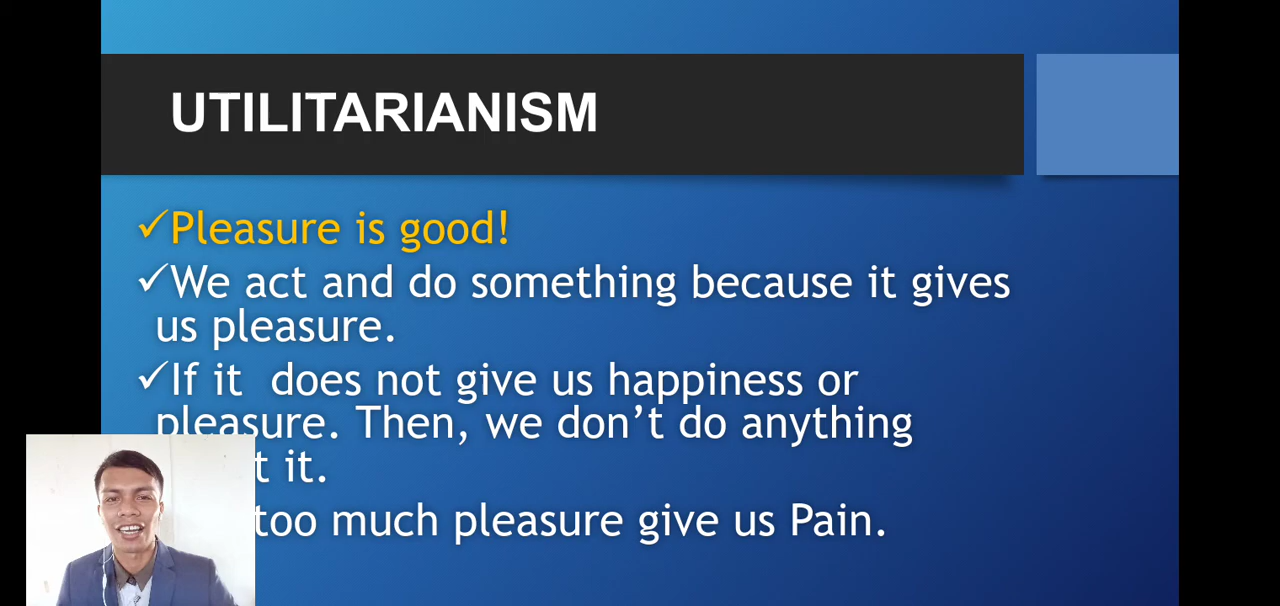 UTILITARIANISM
✓Pleasure is good!
✓We act and do something because it gives
us pleasure.
✓If it does not give us happiness or
pleasure. Then, we don't do anything
it.
too much pleasure give us Pain.